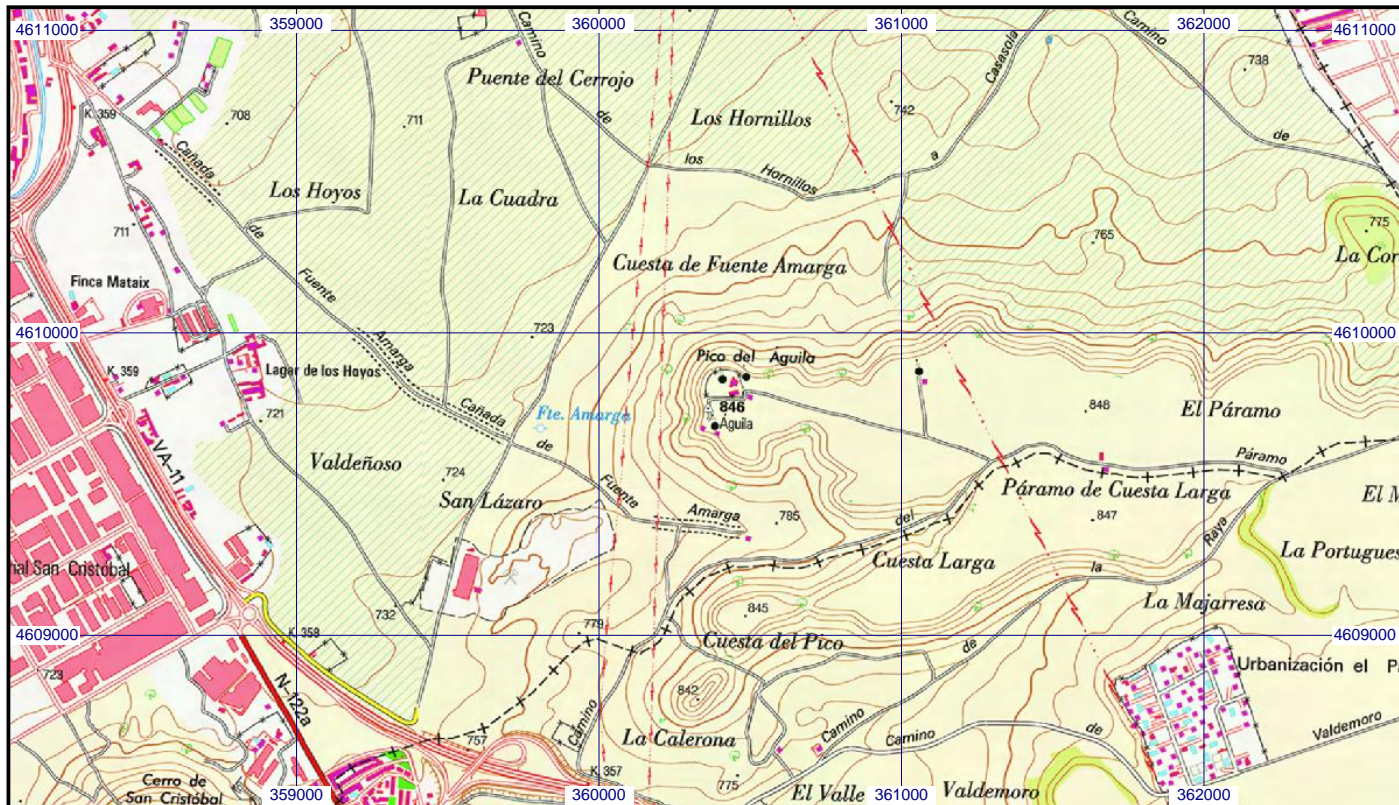 359000 360000 361000 362000
4611000 4611000
Camino
Camino
Casasola
738
Puente del Cerrojo
K. 359
708
711
de
Los Hornillos
742
de
Cañada
los
Hornillos
a
Los Hoyos
La Cuadra
711
de
765
775
La Cor
Finca Mataix
Fuente
Cuesta de Fuente Amarga
4610000 4610000
723
Amarga
Pico del Aguila
K. 359
Lagar de los Hoyos
846
Aguila
848
El Páramo
721
Cañada
Fte. Amarga
de
VA-11
Valdeñoso
724
Páramo
San Lázaro
Fuente
Páramo de Cuesta Larga
El M
Amarga
785
del
847
Raya
La Portugues
nal San Cristóbal
Cuesta Larga
la
732
845
La Majarresa
4609000 4609000
K. 358
779
Cuesta del Pico
de
723
N-122a
842
Urbanización el P
Camino
Camino
Camino
de
Valdemoro
757
La Calerona
Cerro de
San Cristóbal
K. 357
775
El Valle
Valdemoro
359000 360000 361000 362000